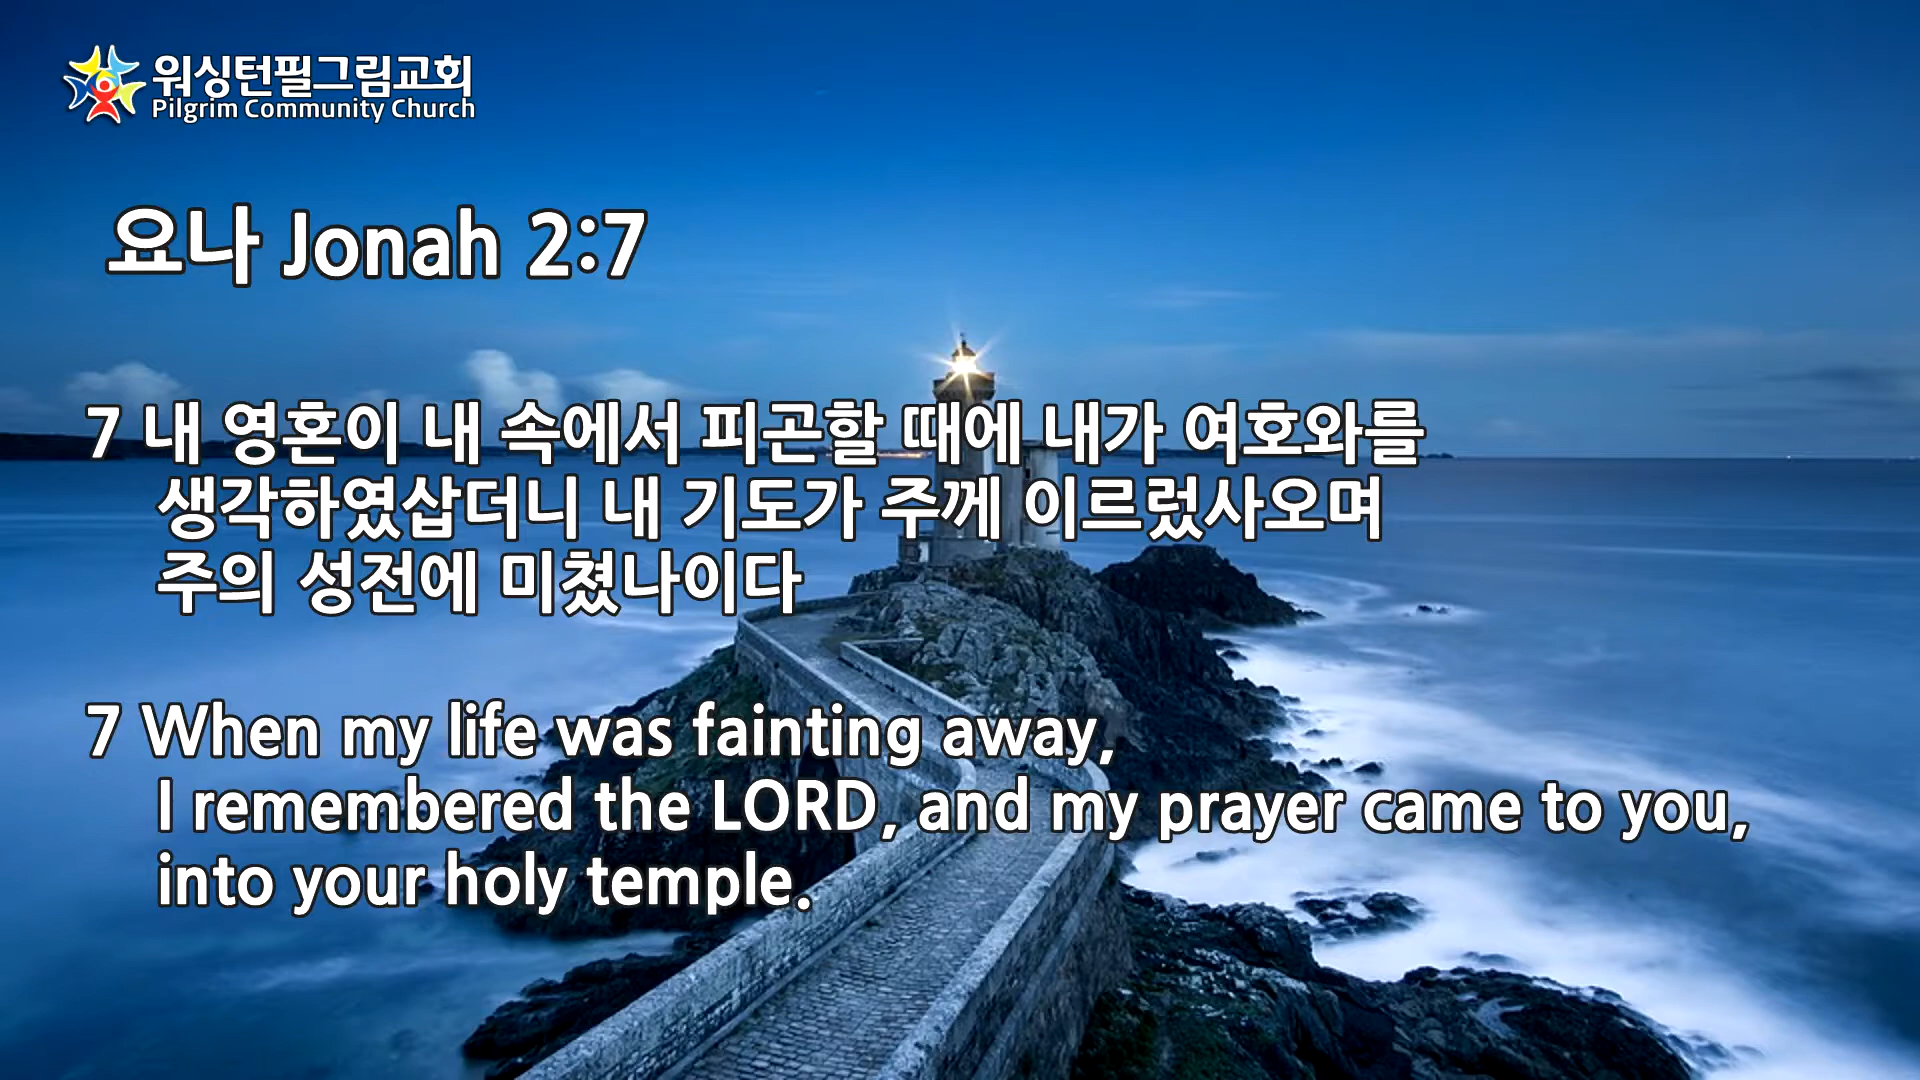 워싱턴필그림교회
Pilgrim Community Church
요나 Jonah 2:7
7 내 영혼이 내 속에서 피곤할 때에 내가 여호와를
생각하였삽더니 내 기도가 주께 이르렀사오며
주의 성전에 미쳤나이다
7 When my life was fainting away,
I remembered the LORD, and my prayer came to you,
into your holy temple.